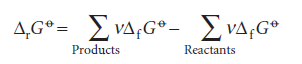 ΔᵣG⦵ = ∑ νΔ𝒻G⦵ − ∑ νΔ𝒻G⦵
Products Reactants